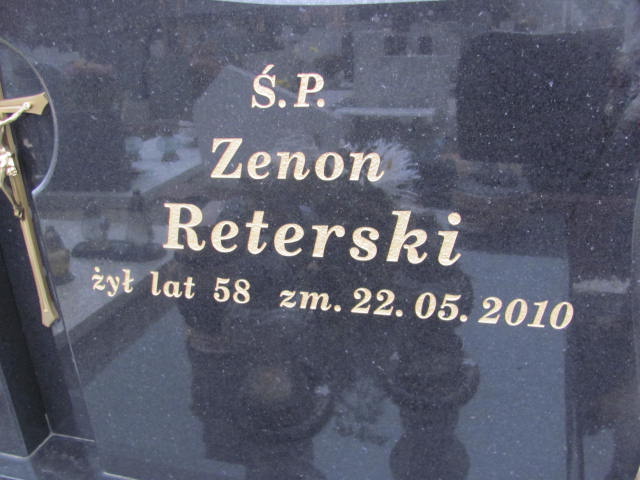 Ś.P.
Zenon
Reterski
żył lat 58 zm. 22. 05. 2010